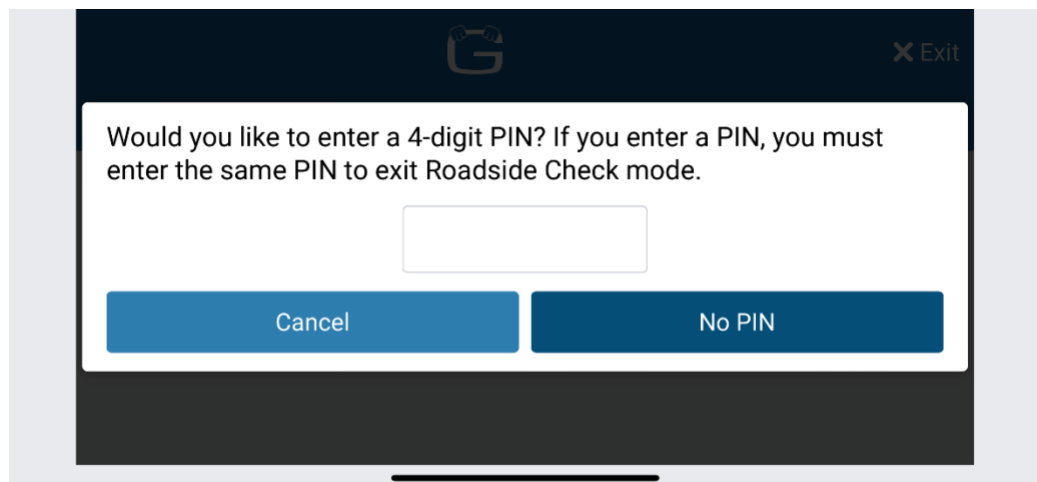 G
X Exit
Would you like to enter a 4-digit PIN? If you enter a PIN, you must
enter the same PIN to exit Roadside Check mode.
Cancel
No PIN